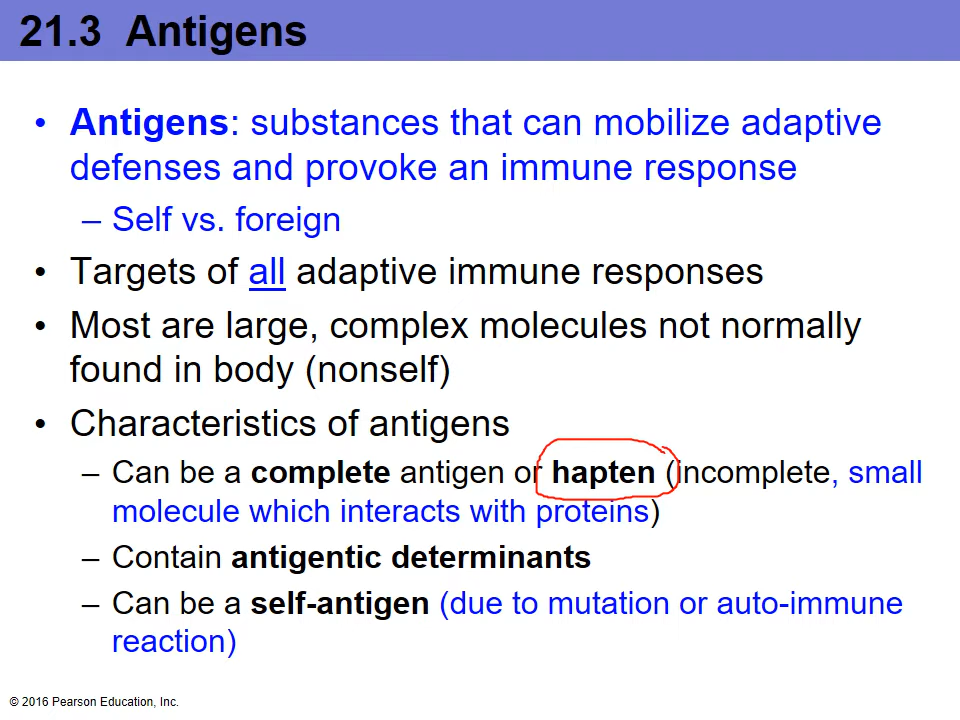 21.3 Antigens
• Antigens: substances that can mobilize adaptive
defenses and provoke an immune response
– Self vs. foreign
• Targets of all adaptive immune responses
• Most are large, complex molecules not normally
found in body (nonself)
• Characteristics of antigens
– Can be a complete antigen or hapten (incomplete, small
molecule which interacts with proteins)
– Contain antigentic determinants
– Can be a self-antigen (due to mutation or auto-immune
reaction)
© 2016 Pearson Education, Inc.